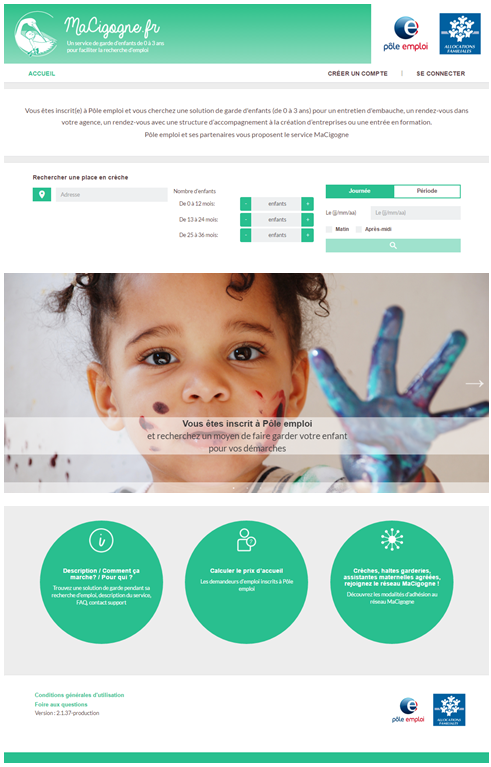 MaCigogne.fr
Un service de garde d'enfants de 0 à 3 ans
pour faciliter la recherche d'emploi
pôle emploi
ALLOCATIONS
FAMILIALES
ACCUEIL
CRÉER UN COMPTE | SE CONNECTER
Vous êtes inscrit(e) à Pôle emploi et vous cherchez une solution de garde d'enfants (de 0 à 3 ans) pour un entretien d'embauche, un rendez-vous dans
votre agence, un rendez-vous avec une structure d'accompagnement à la création d'entreprises ou une entrée en formation.
Pôle emploi et ses partenaires vous proposent le service MaCigogne
Rechercher une place en crèche
Adresse
Nombre d'enfants
De 0 à 12 mois: - enfants +
De 13 à 24 mois: - enfants +
De 25 à 36 mois: - enfants +
Journée Période
Le (jj/mm/aa) Le (jj/mm/aa)
Matin Après-midi
Vous êtes inscrit à Pôle emploi
et recherchez un moyen de faire garder votre enfant
pour vos démarches
Description / Comment ça
marche? / Pour qui ?
Trouvez une solution de garde pendant sa
recherche d'emploi, description du service,
FAQ, contact support
Calculer le prix d'accueil
Les demandeurs d'emploi inscrits à Pôle
emploi
Crèches, haltes garderies,
assistantes maternelles agréées,
rejoignez le réseau MaCigogne !
Découvrez les modalités d'adhésion au
réseau MaCigogne
Conditions générales d'utilisation
Foire aux questions
Version : 2.1.37-production
pôle emploi
ALLOCATIONS
FAMILIALES